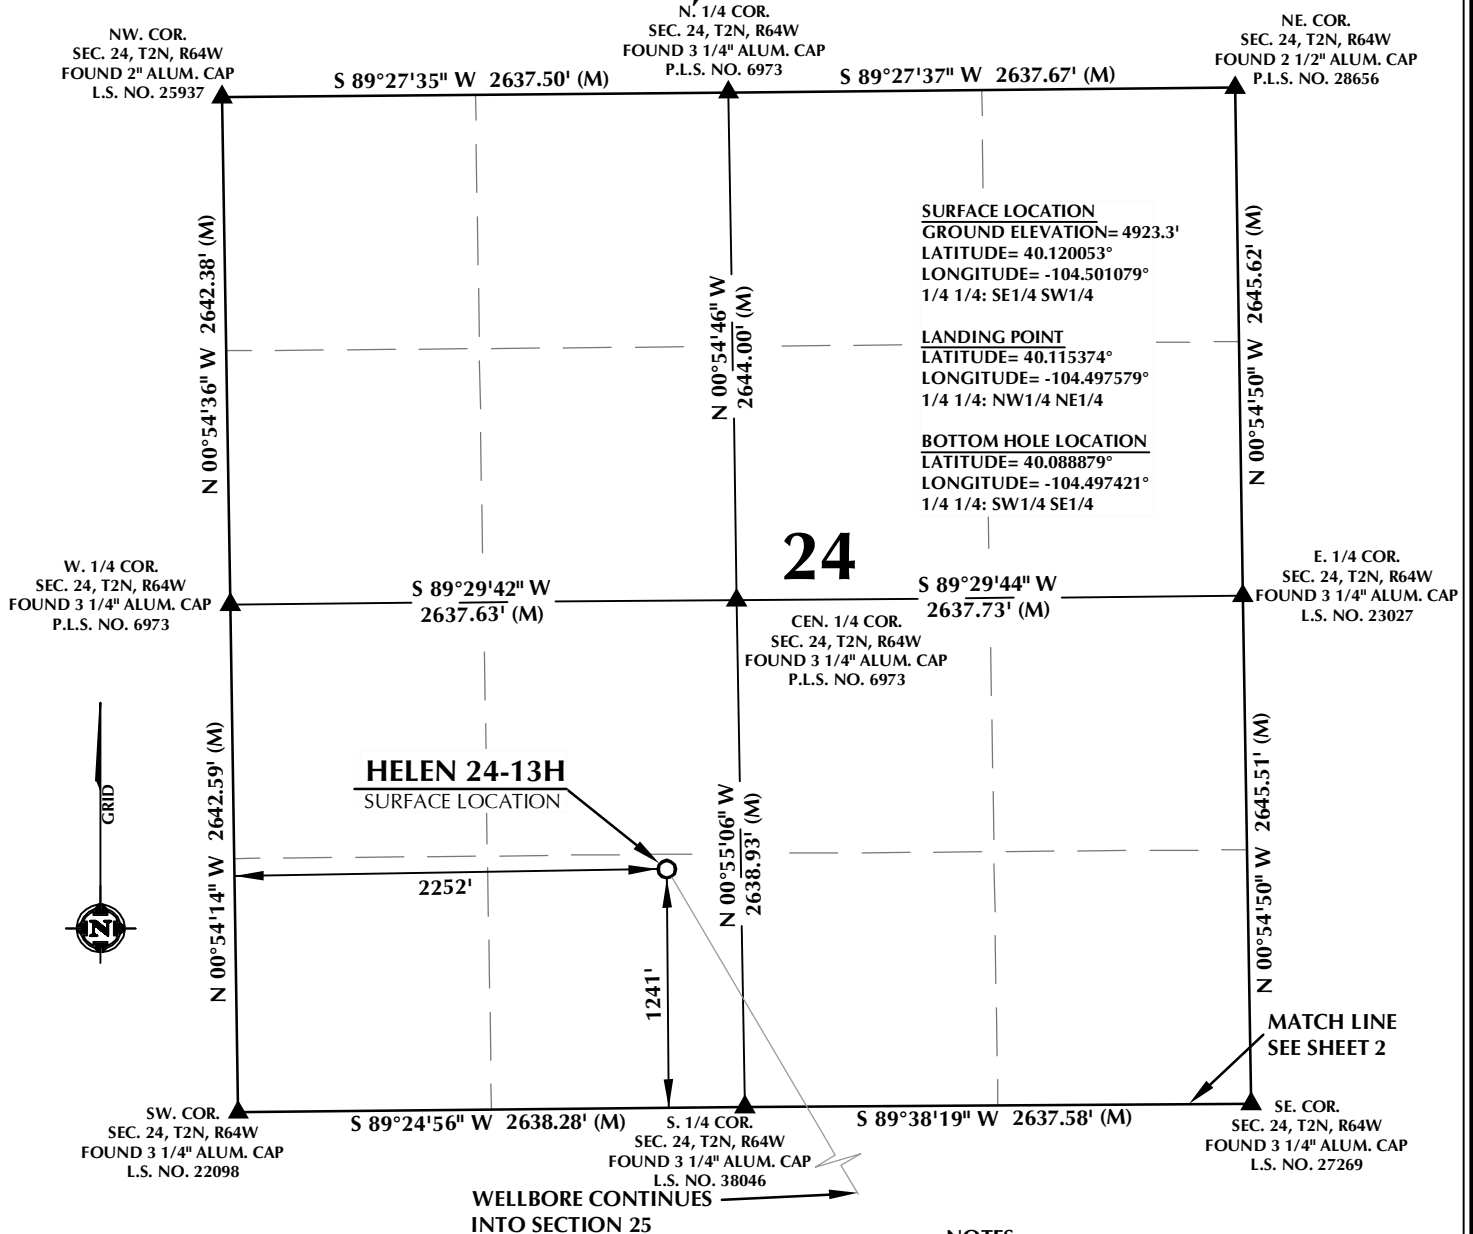 N. 1/4 COR.
SEC. 24, T2N, R64W
FOUND 3 1/4" ALUM. CAP
P.L.S. NO. 6973
NW. COR.
SEC. 24, T2N, R64W
FOUND 2" ALUM. CAP
L.S. NO. 25937
NE. COR.
SEC. 24, T2N, R64W
FOUND 2 1/2" ALUM. CAP
P.L.S. NO. 28656
S 89°27'35" W 2637.50' (M)
S 89°27'37" W 2637.67' (M)
N 00°54'36" W 2642.38' (M)
N 00°54'46" W
2644.00' (M)
N 00°54'50" W 2645.62' (M)
SURFACE LOCATION
GROUND ELEVATION= 4923.3'
LATITUDE= 40.120053°
LONGITUDE= -104.501079°
1/4 1/4: SE1/4 SW1/4
LANDING POINT
LATITUDE= 40.115374°
LONGITUDE= -104.497579°
1/4 1/4: NW1/4 NE1/4
BOTTOM HOLE LOCATION
LATITUDE= 40.088879°
LONGITUDE= -104.497421°
1/4 1/4: SW1/4 SE1/4
24
W. 1/4 COR.
SEC. 24, T2N, R64W
FOUND 3 1/4" ALUM. CAP
P.L.S. NO. 6973
S 89°29'42" W
2637.63' (M)
S 89°29'44" W
2637.73' (M)
E. 1/4 COR.
SEC. 24, T2N, R64W
FOUND 3 1/4" ALUM. CAP
L.S. NO. 23027
CEN. 1/4 COR.
SEC. 24, T2N, R64W
FOUND 3 1/4" ALUM. CAP
P.L.S. NO. 6973
GRID
N
N 00°54'14" W 2642.59' (M)
HELEN 24-13H
SURFACE LOCATION
N 00°55'06" W
2638.93' (M)
N 00°54'50" W 2645.51' (M)
2252'
1241'
MATCH LINE
SEE SHEET 2
SW. COR.
SEC. 24, T2N, R64W
FOUND 3 1/4" ALUM. CAP
L.S. NO. 22098
S 89°24'56" W 2638.28' (M)
S. 1/4 COR.
SEC. 24, T2N, R64W
FOUND 3 1/4" ALUM. CAP
L.S. NO. 38046
S 89°38'19" W 2637.58' (M)
SE. COR.
SEC. 24, T2N, R64W
FOUND 3 1/4" ALUM. CAP
L.S. NO. 27269
WELLBORE CONTINUES
INTO SECTION 25
NOTES